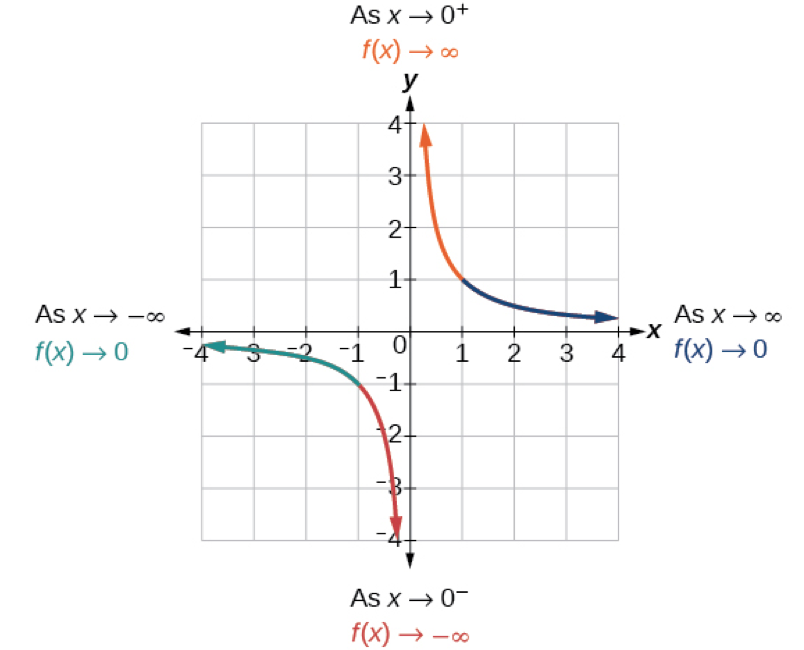 As x → 0⁺
f(x) → ∞
y
4
3
2
1
As x → −∞
f(x) → 0
−4 −3 −2 −1 0 1 2 3 4
x
As x → ∞
f(x) → 0
−1
−2
−3
−4
As x → 0⁻
f(x) → −∞